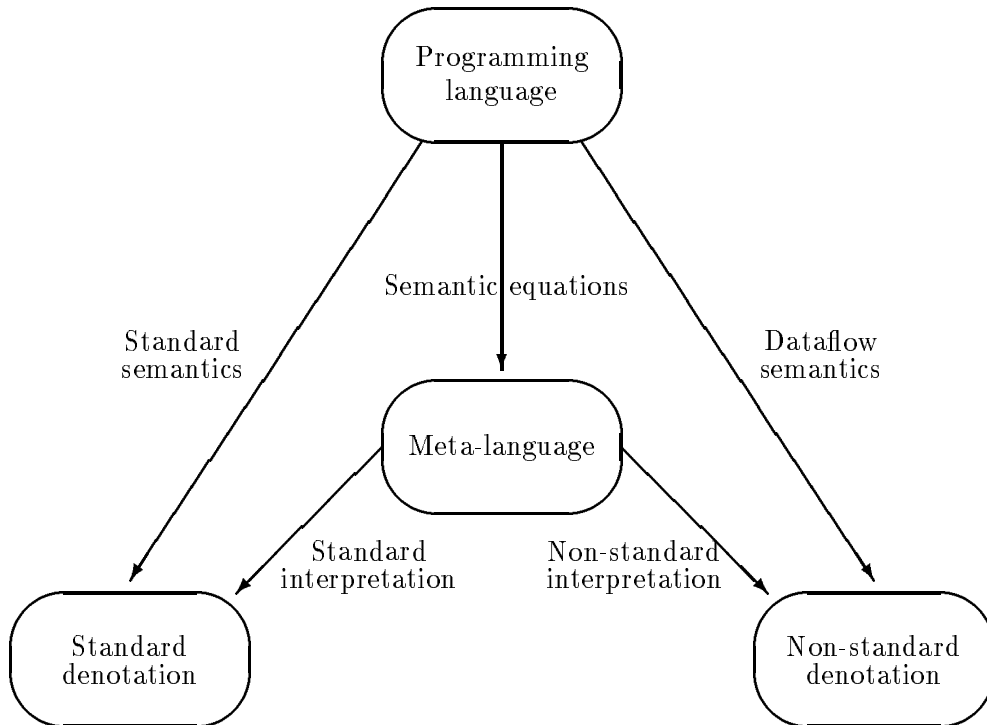 Programming
language
Semantic equations
Standard
semantics
Dataflow
semantics
Meta-language
Standard
interpretation
Non-standard
interpretation
Standard
denotation
Non-standard
denotation